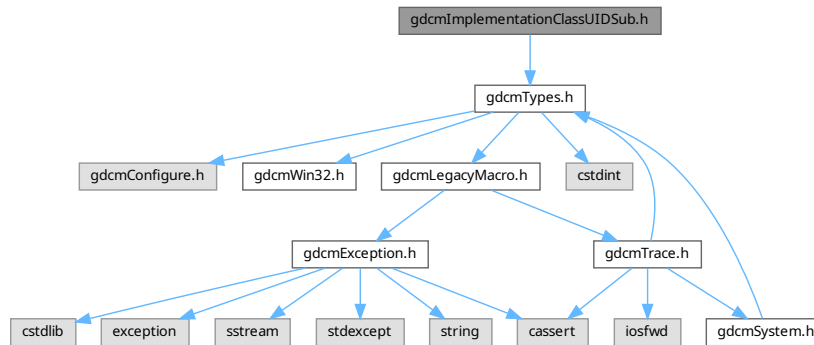 gdcmImplementationClassUIDSub.h
gdcmTypes.h
gdcmConfigure.h
gdcmWin32.h
gdcmLegacyMacro.h
cstdint
gdcmException.h
gdcmTrace.h
cstdlib
exception
sstream
stdexcept
string
cassert
iosfwd
gdcmSystem.h